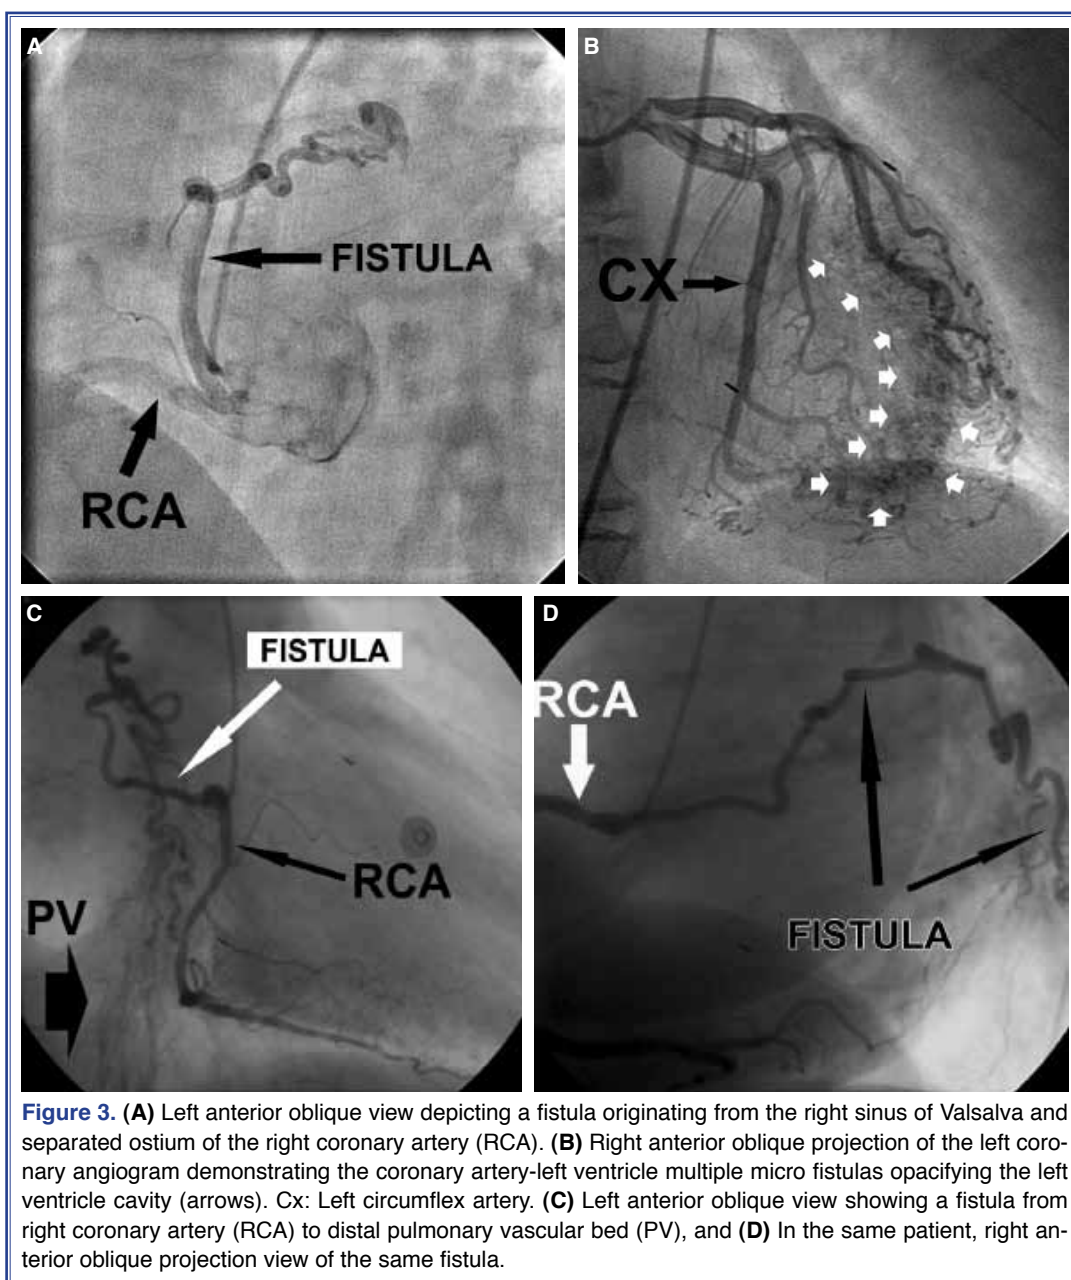 A
FISTULA
RCA
B
CX
C
FISTULA
RCA
PV
D
RCA
FISTULA
Figure 3. (A) Left anterior oblique view depicting a fistula originating from the right sinus of Valsalva and
separated ostium of the right coronary artery (RCA). (B) Right anterior oblique projection of the left coro-
nary angiogram demonstrating the coronary artery-left ventricle multiple micro fistulas opacifying the left
ventricle cavity (arrows). Cx: Left circumflex artery. (C) Left anterior oblique view showing a fistula from
right coronary artery (RCA) to distal pulmonary vascular bed (PV), and (D) In the same patient, right an-
terior oblique projection view of the same fistula.